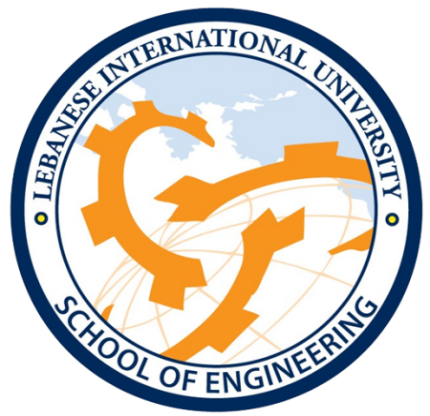 LEBANESE INTERNATIONAL UNIVERSITY
SCHOOL OF ENGINEERING